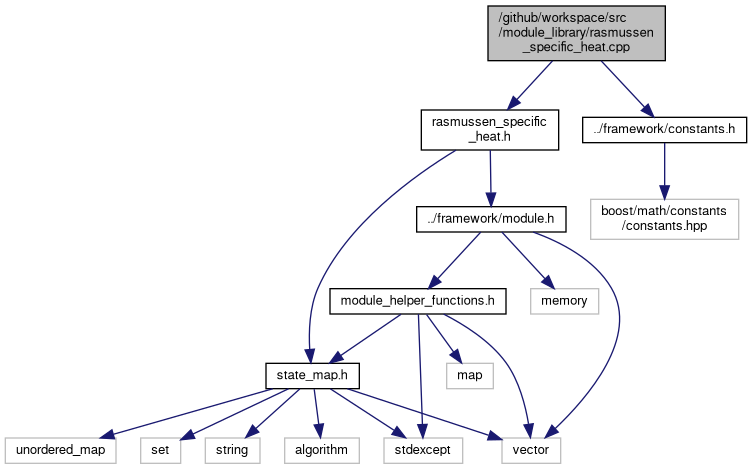 /github/workspace/src
/module_library/rasmussen
_specific_heat.cpp
rasmussen_specific
_heat.h
../framework/constants.h
../framework/module.h
boost/math/constants
/constants.hpp
module_helper_functions.h
memory
state_map.h
map
unordered_map
set
string
algorithm
stdexcept
vector